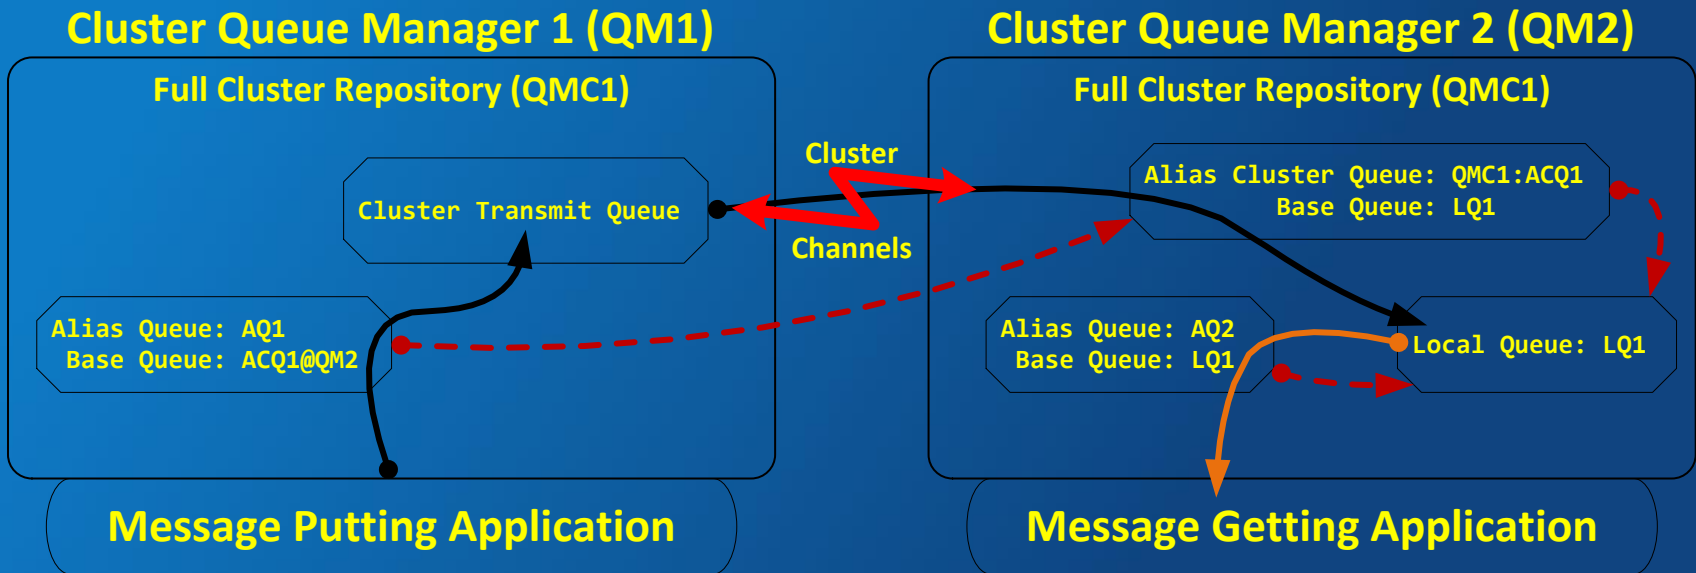 Cluster Queue Manager 1 (QM1)
Full Cluster Repository (QMC1)
Cluster Transmit Queue
Alias Queue: AQ1
Base Queue: ACQ1@QM2
Message Putting Application
Cluster
Channels
Cluster Queue Manager 2 (QM2)
Full Cluster Repository (QMC1)
Alias Cluster Queue: QMC1:ACQ1
Base Queue: LQ1
Alias Queue: AQ2
Base Queue: LQ1
Local Queue: LQ1
Message Getting Application